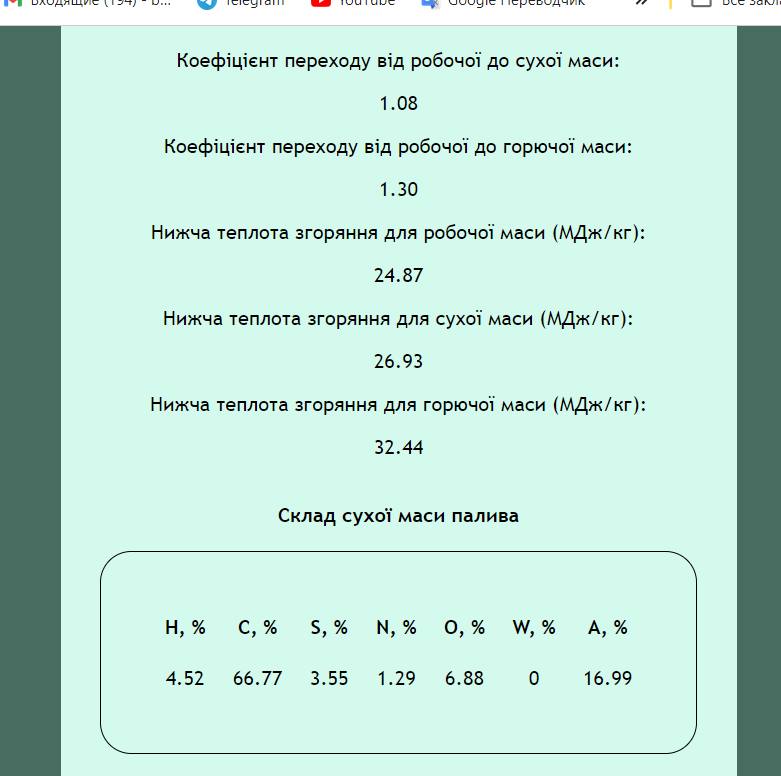 Входящие (194) - b... Telegram YouTube Google Переводчик » Все закла
Коефіцієнт переходу від робочої до сухої маси:
1.08
Коефіцієнт переходу від робочої до горючої маси:
1.30
Нижча теплота згоряння для робочої маси (МДж/кг):
24.87
Нижча теплота згоряння для сухої маси (МДж/кг):
26.93
Нижча теплота згоряння для горючої маси (МДж/кг):
32.44
Склад сухої маси палива
H, % C, % S, % N, % O, % W, % A, %
4.52 66.77 3.55 1.29 6.88 0 16.99